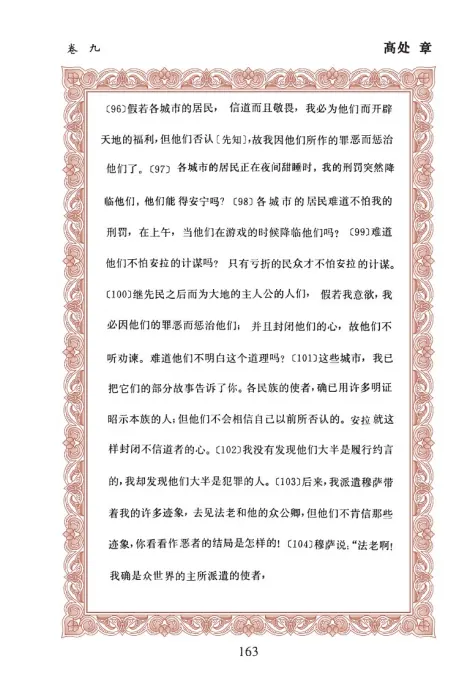 卷 九
高处 章
〔96〕假若各城市的居民， 信道而且敬畏，我必为他们而开辟
天地的福利，但他们否认［先知］，故我因他们所作的罪恶而惩治
他们了。〔97〕 各城市的居民正在夜间甜睡时，我的刑罚突然降
临他们，他们能得安宁吗？〔98〕各城市的居民难道不怕我的
刑罚，在上午，当他们在游戏的时候降临他们吗？ 〔99〕难道
他们不怕安拉的计谋吗？ 只有亏折的民众才不怕安拉的计谋。
〔100〕继先民之后而为大地的主人公的人们， 假若我意欲，我
必因他们的罪恶而惩治他们； 并且封闭他们的心，故他们不
听劝谏。难道他们不明白这个道理吗？〔101〕这些城市，我已
把它们的部分故事告诉了你。各民族的使者，确已用许多明证
昭示本族的人；但他们不会相信自己以前所否认的。安拉就这
样封闭不信道者的心。〔102〕我没有发现他们大半是履行约言
的，我却发现他们大半是犯罪的人。〔103〕后来，我派遣穆萨带
着我的许多迹象，去见法老和他的众公卿，但他们不肯信那些
迹象，你看看作恶者的结局是怎样的！〔104〕穆萨说：“法老啊！
我确是众世界的主所派遣的使者，
163